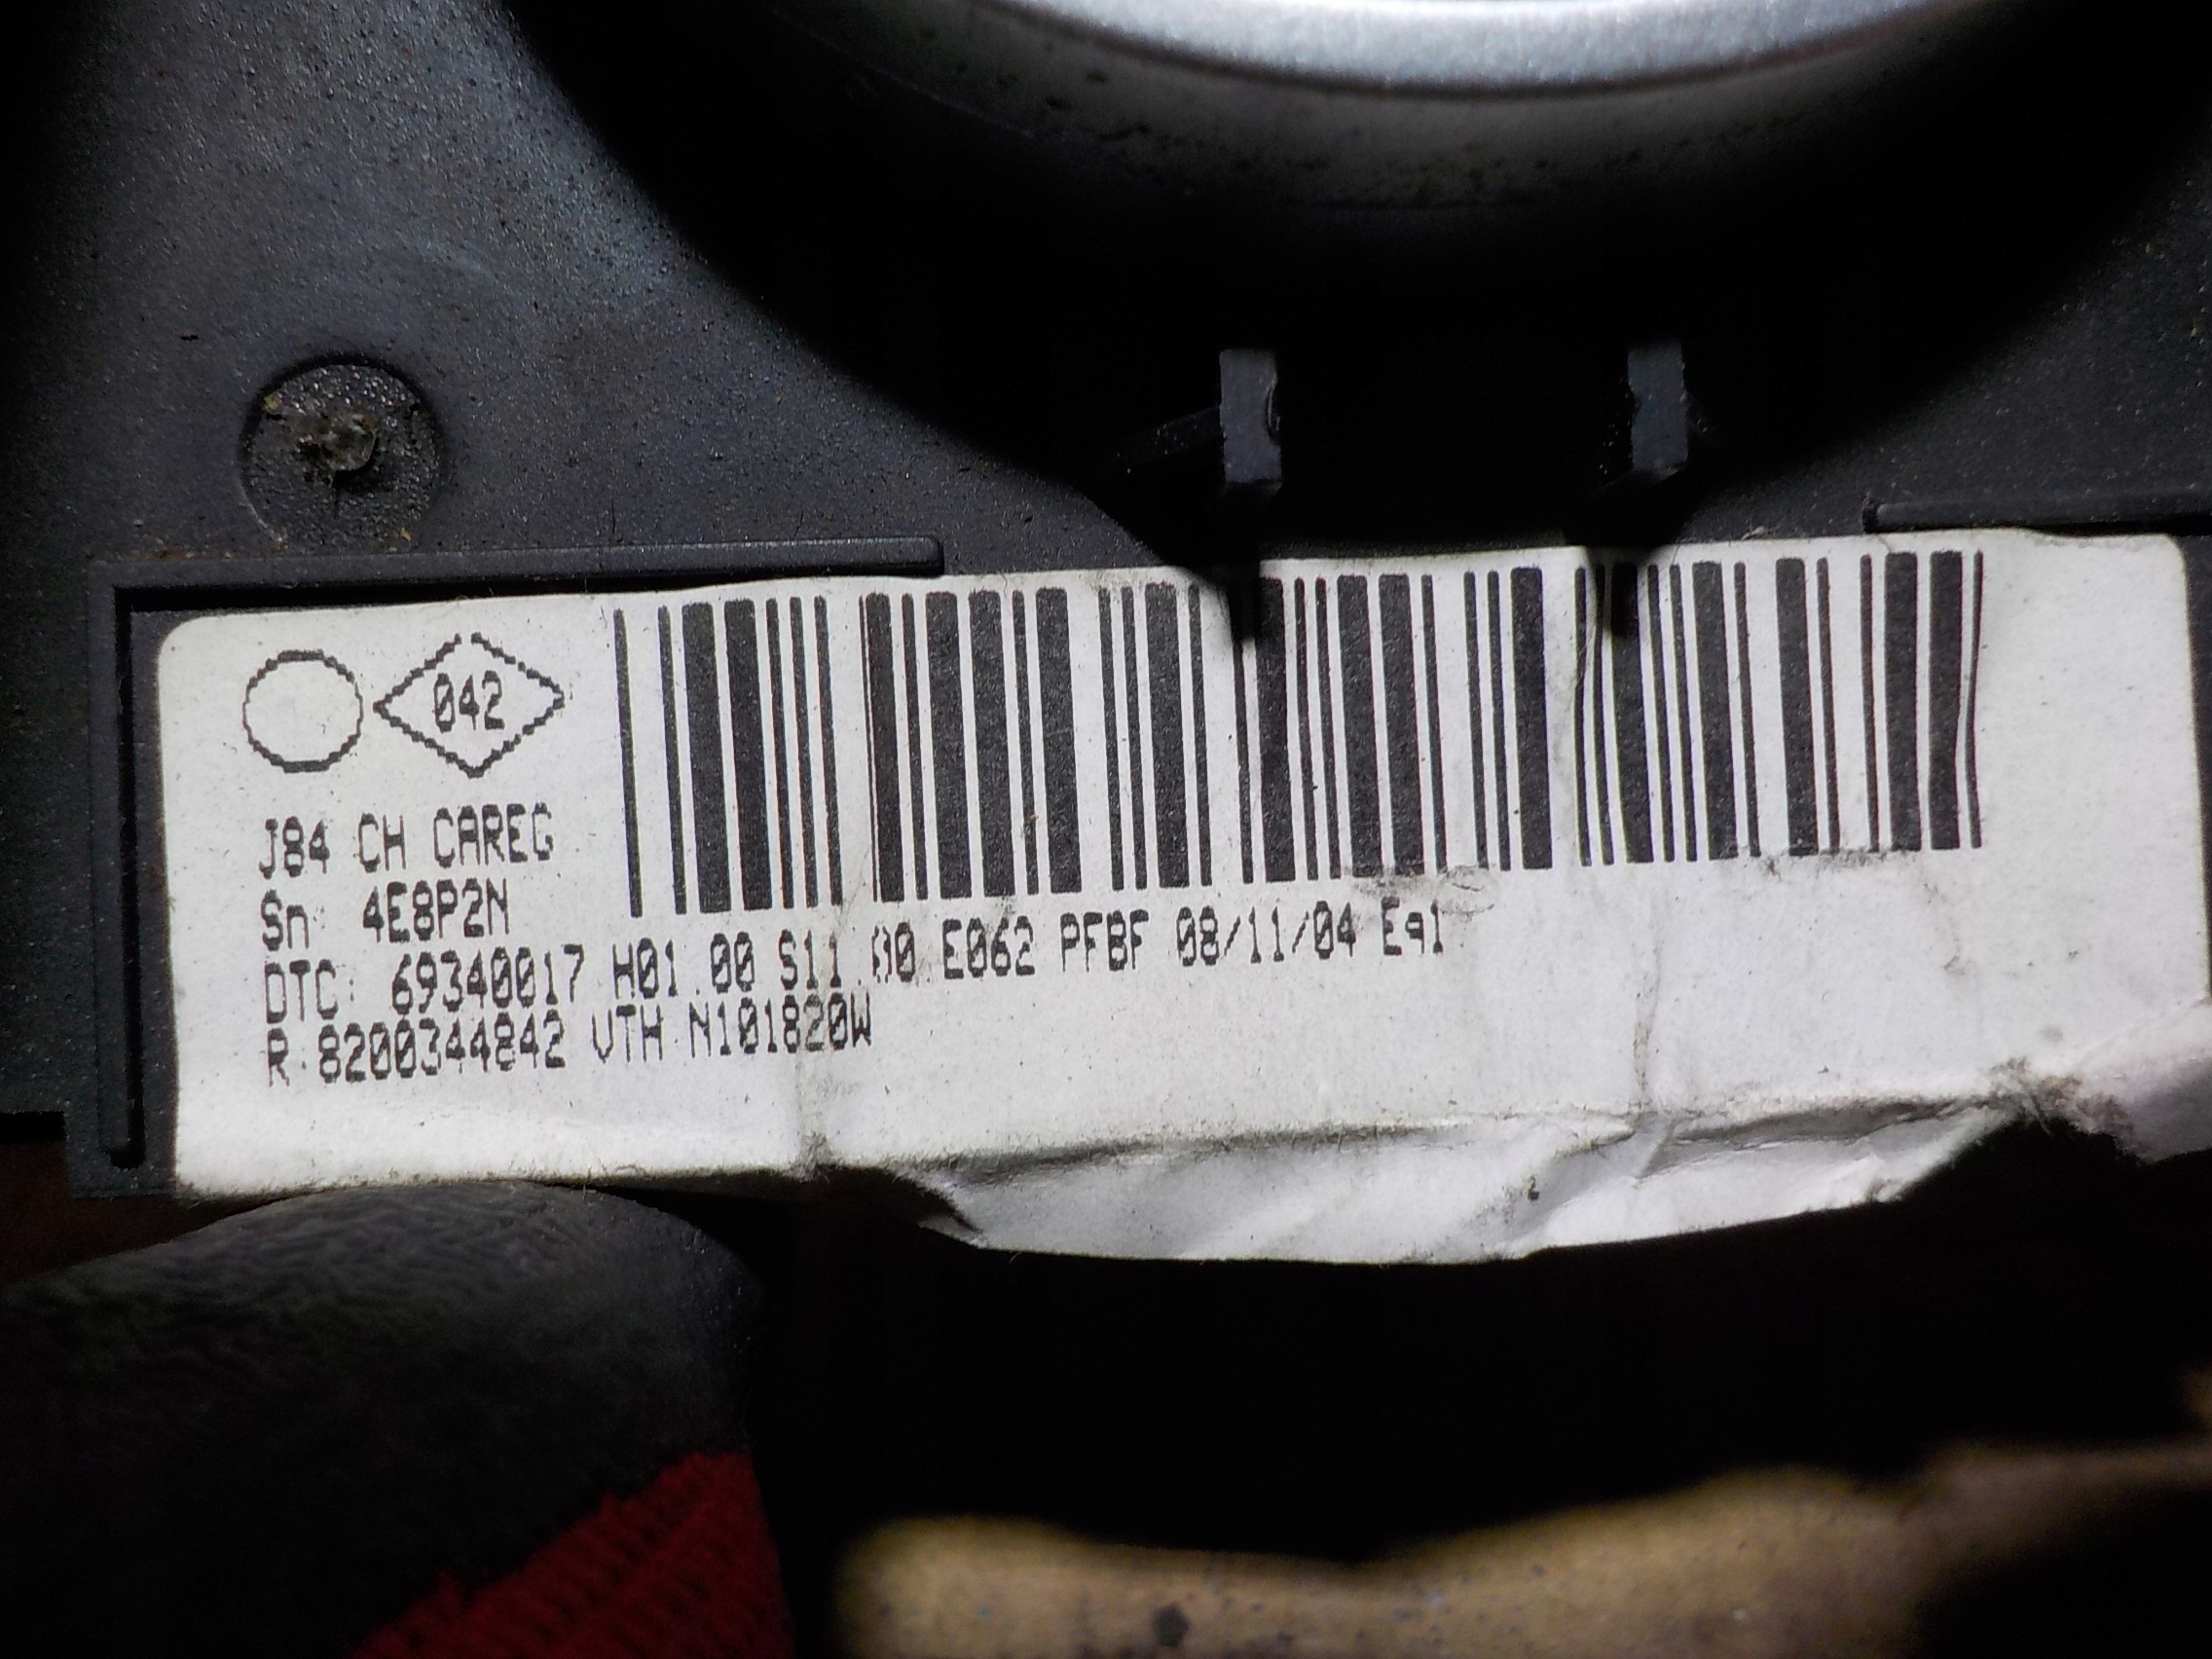 042
J84 CH CAREG
Sn: 4E8P2N
DTC: 69340017 H01.00 S11.00 E062 PFBF 08/11/04 Eq1
R:8200344842 VTH:N101820W